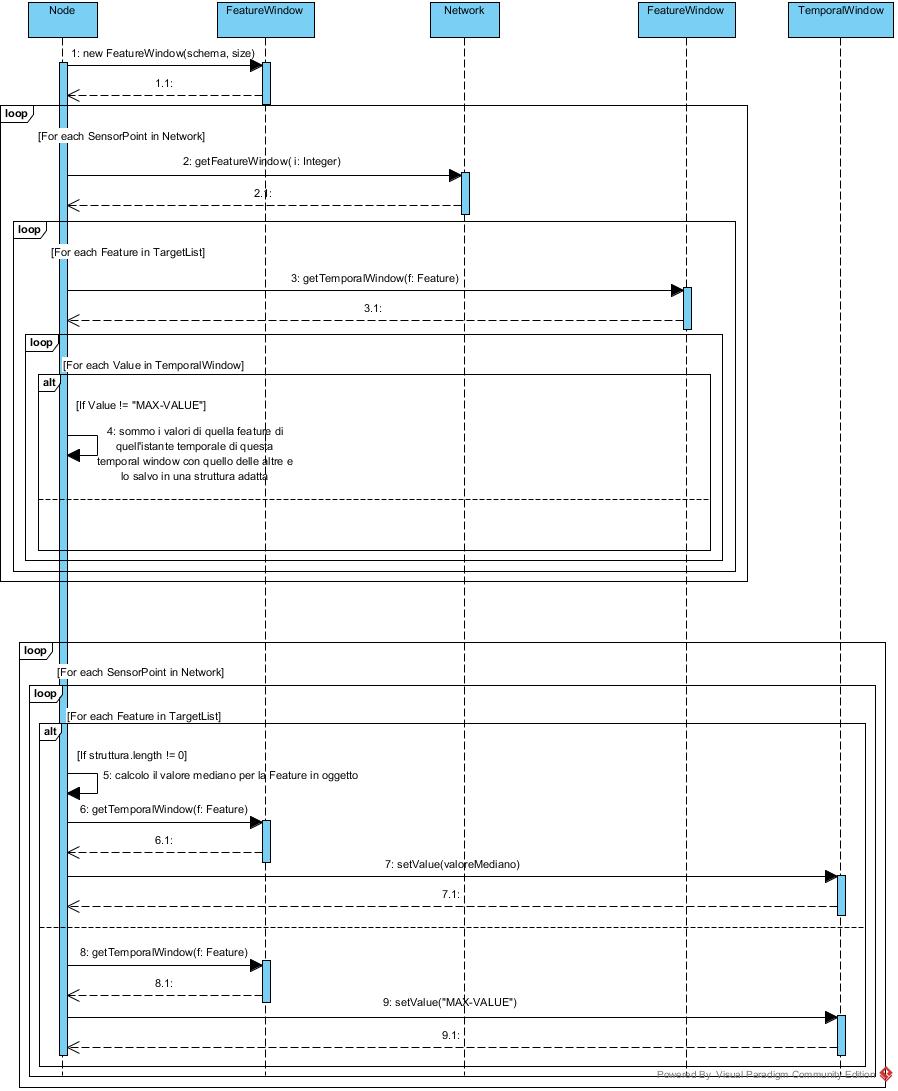 Node
FeatureWindow
Network
FeatureWindow
TemporalWindow
1: new FeatureWindow(schema, size)
1.1:
loop
[For each SensorPoint in Network]
2: getFeatureWindow( i: Integer)
2.1:
loop
[For each Feature in TargetList]
3: getTemporalWindow(f: Feature)
3.1:
loop
[For each Value in TemporalWindow]
alt
[If Value != "MAX-VALUE"]
4: sommo i valori di quella feature di
quell'istante temporale di questa
temporal window con quello delle altre e
lo salvo in una struttura adatta
loop
[For each SensorPoint in Network]
loop
[For each Feature in TargetList]
alt
[If struttura.length != 0]
5: calcolo il valore mediano per la Feature in oggetto
6: getTemporalWindow(f: Feature)
6.1:
7: setValue(valoreMediano)
7.1:
8: getTemporalWindow(f: Feature)
8.1:
9: setValue("MAX-VALUE")
9.1:
Powered By Visual Paradigm Community Edition